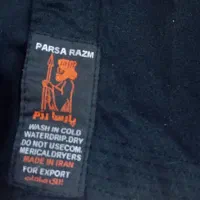 PARSA RAZM
پارسا رزم
WASH IN COLD
WATERDRIP.DRY
DO NOT USECOM.
MERICALDRYERS
MADE IN IRAN
FOR EXPORT